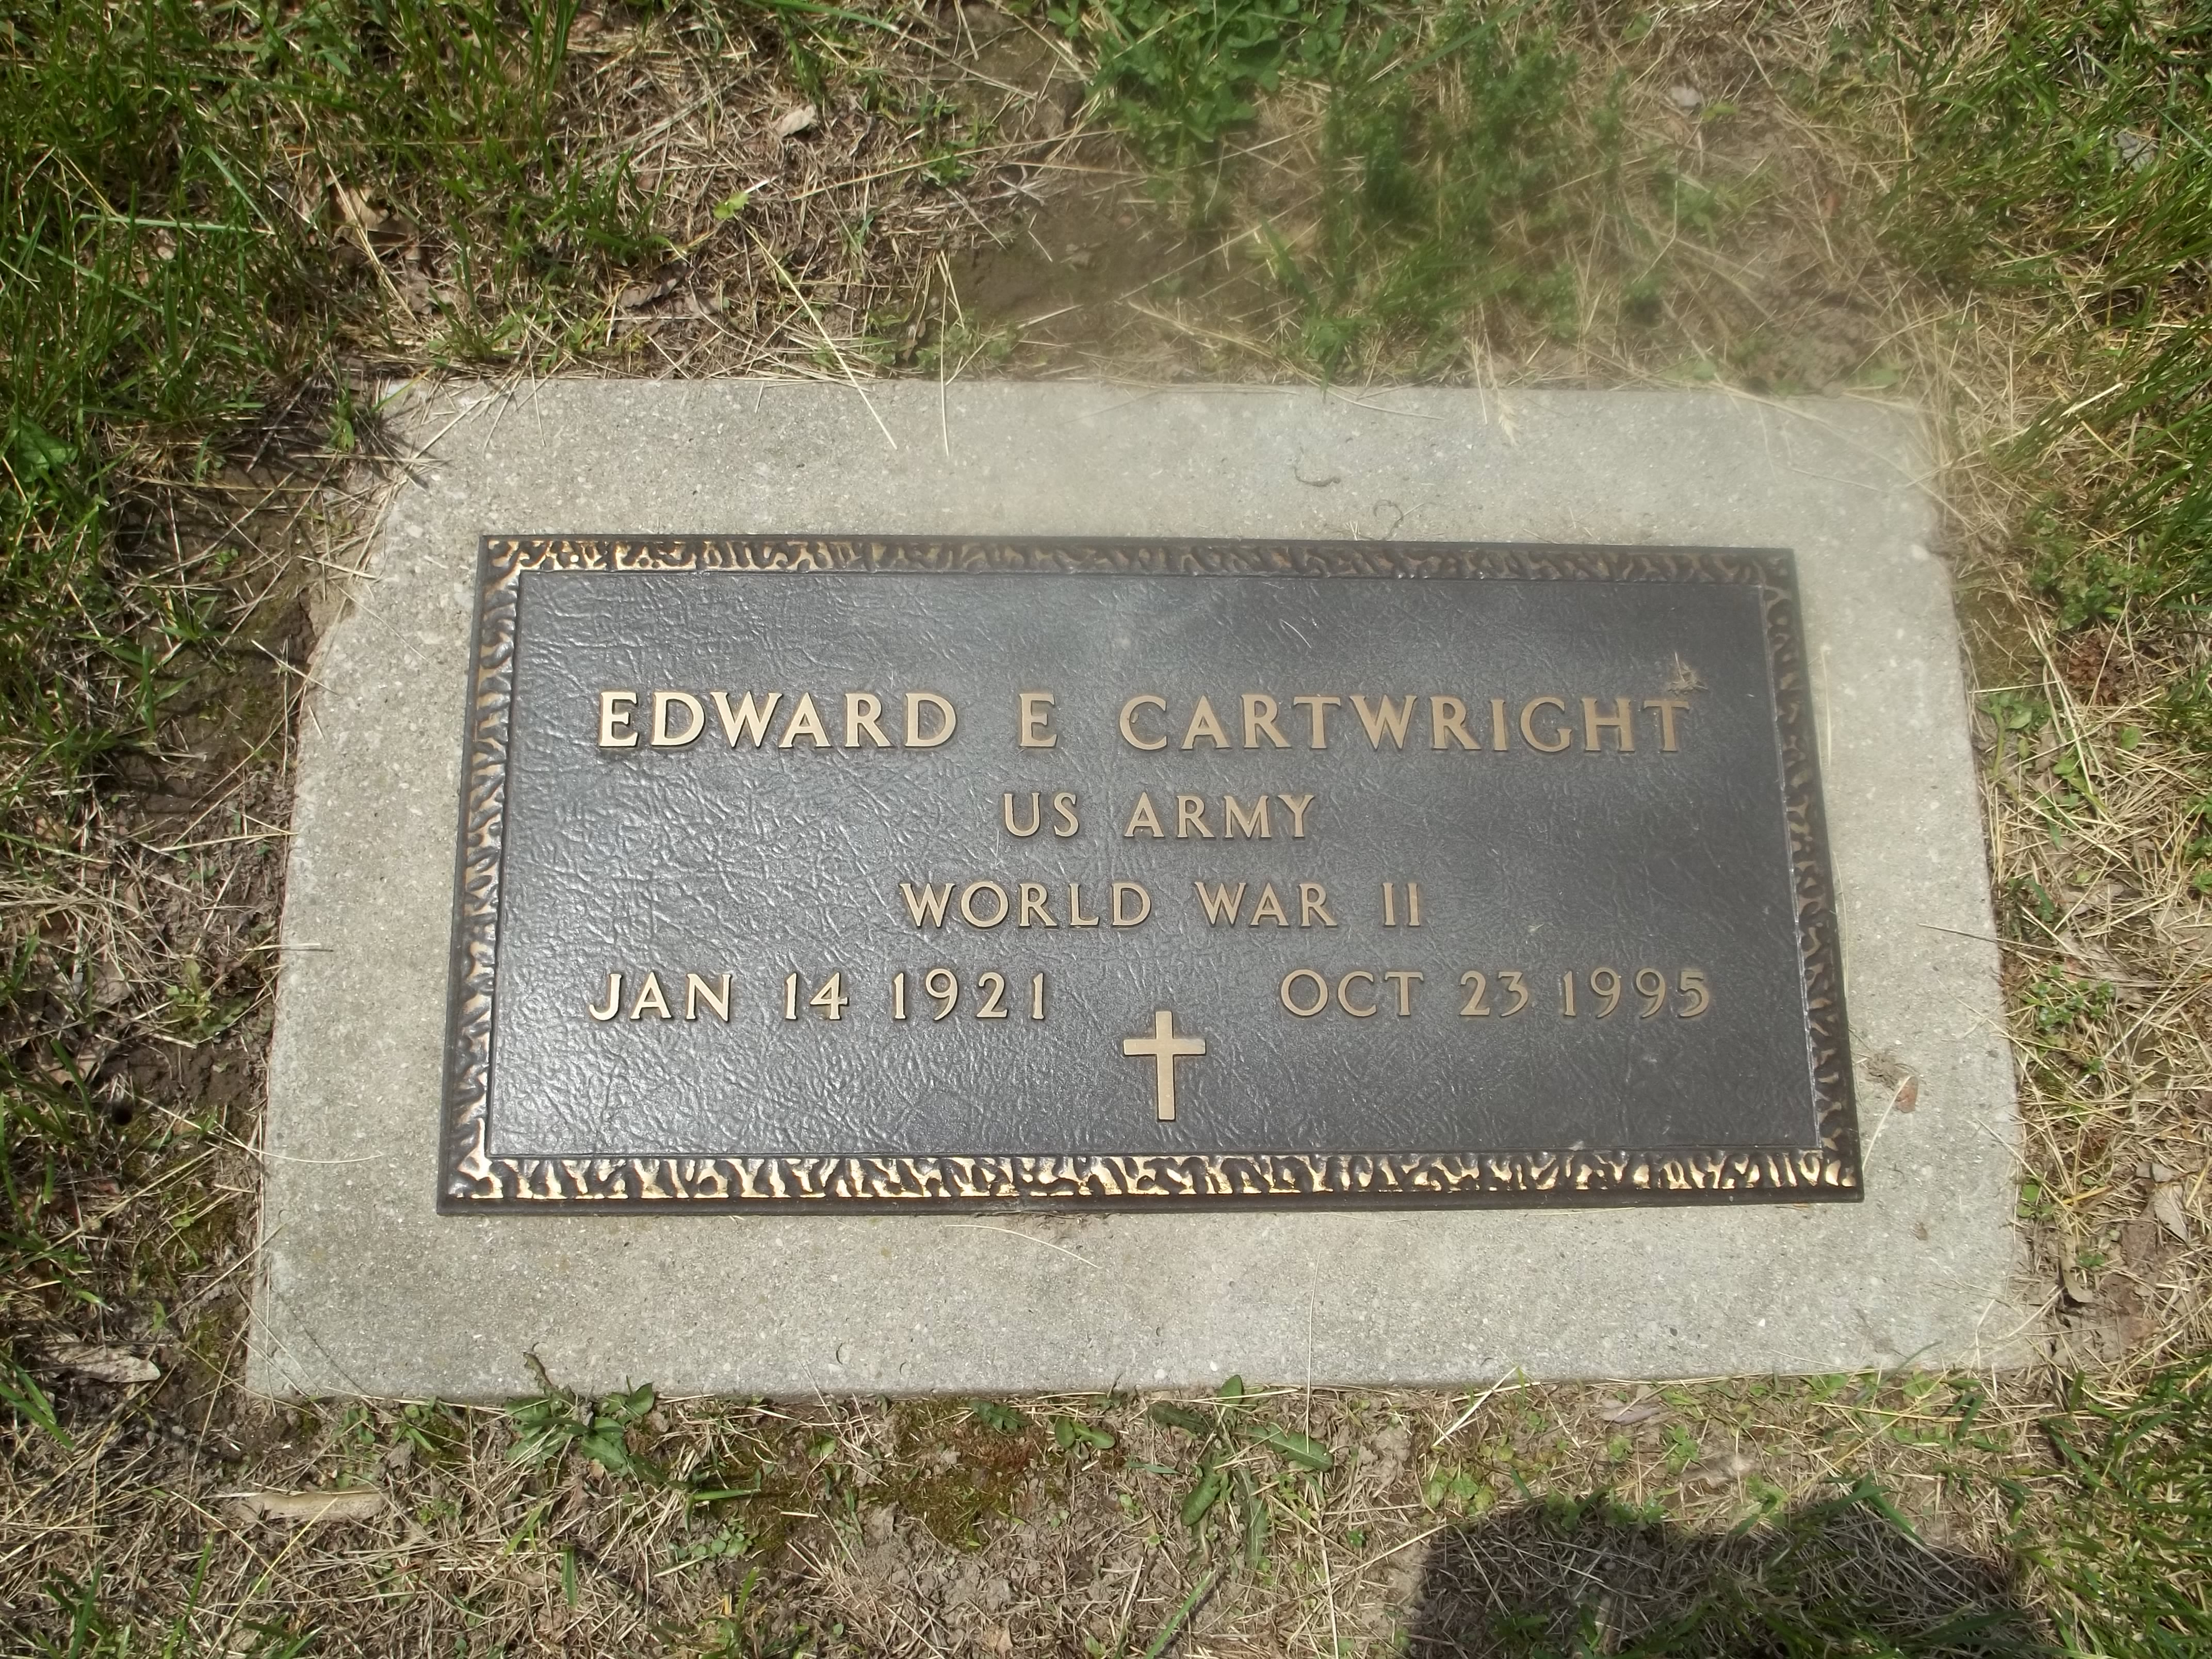 EDWARD E CARTWRIGHT
US ARMY
WORLD WAR II
JAN 14 1921 OCT 23 1995